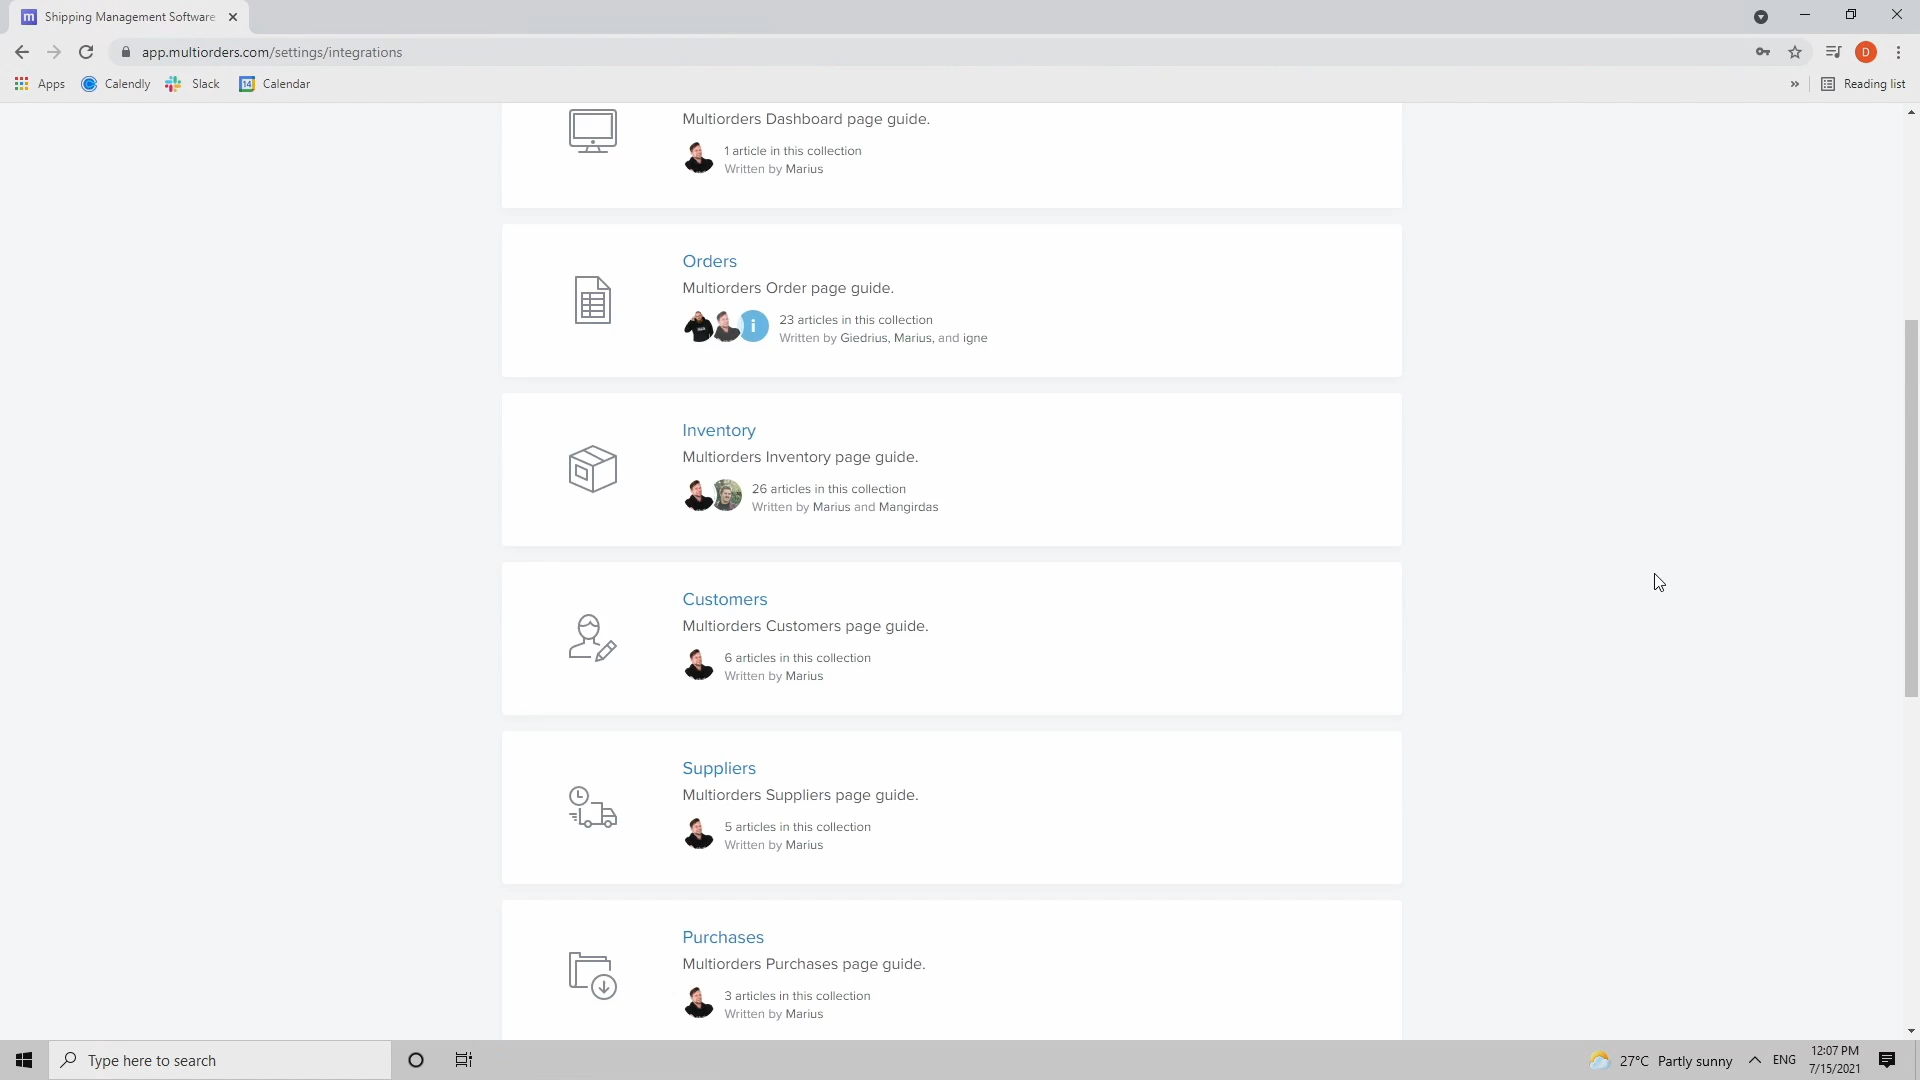 m Shipping Management Software
app.multiorders.com/settings/integrations
D
Apps Calendly Slack 14 Calendar » Reading list
Multiorders Dashboard page guide.
1 article in this collection
Written by Marius
Orders
Multiorders Order page guide.
i
23 articles in this collection
Written by Giedrius, Marius, and igne
Inventory
Multiorders Inventory page guide.
26 articles in this collection
Written by Marius and Mangirdas
Customers
Multiorders Customers page guide.
6 articles in this collection
Written by Marius
Suppliers
Multiorders Suppliers page guide.
5 articles in this collection
Written by Marius
Purchases
Multiorders Purchases page guide.
3 articles in this collection
Written by Marius
Type here to search
27°C Partly sunny ENG
12:07 PM
7/15/2021